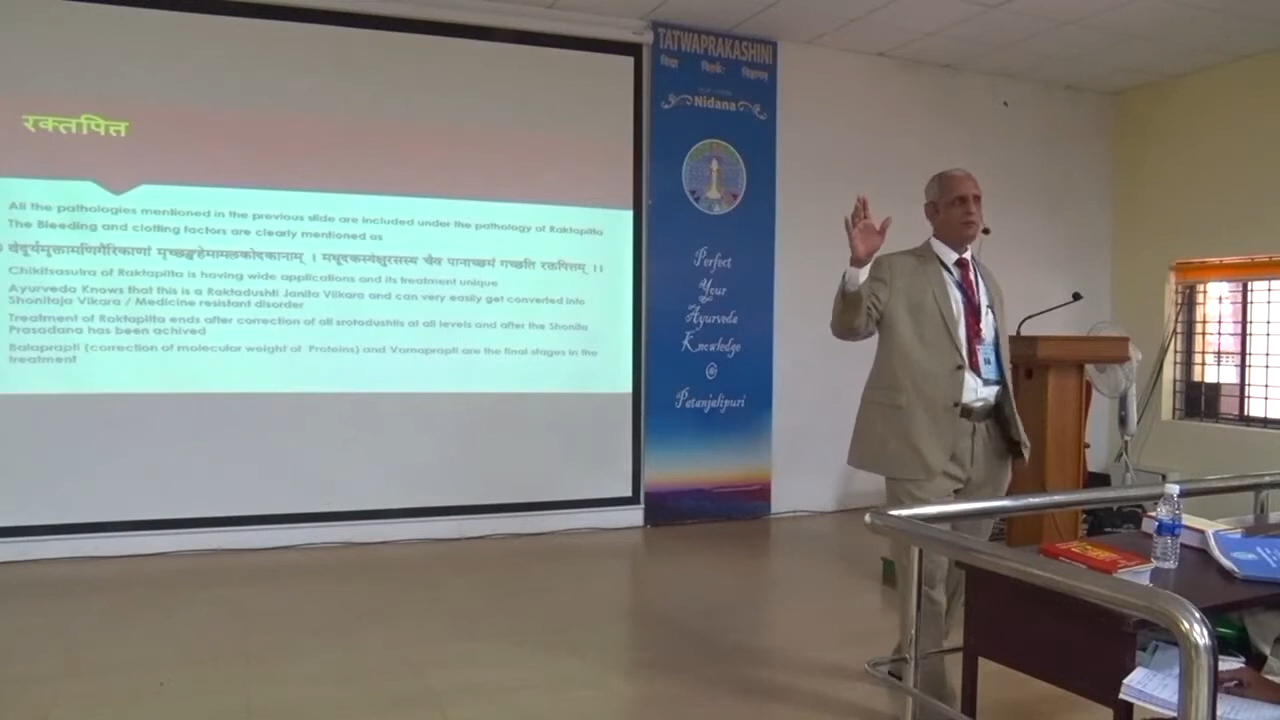 रक्तपित्त
All the pathologies mentioned in the previous slide are included under the pathology of Raktapitta
The Bleeding and clotting factors are clearly mentioned as
वैदूर्यमुक्तामणिगैरिकाणां मृच्छङ्खहेमामलकोदकानाम् । मधूदकस्येक्षुरसस्य चैव पानाच्छमं गच्छति रक्तपित्तम् ।।
Chikitsasutra of Raktapitta is having wide applications and its treatment unique
Ayurveda Knows that this is a Raktadushti Janita Viikara and can very easily get converted into
Shonitaja Vikara / Medicine resistant disorder
Treatment of Raktapitta ends after correction of all srotodushtis at all levels and after the Shonita
Prasadana has been achived
Balaprapti (correction of molecular weight of Proteins) and Varnaprapti are the final stages in the
treatment
TATWAPRAKASHINI
विद्या वितर्कः विज्ञानम्
Nidana
Perfect
Your
Ayurveda
Knowledge
@
Patanjalipuri